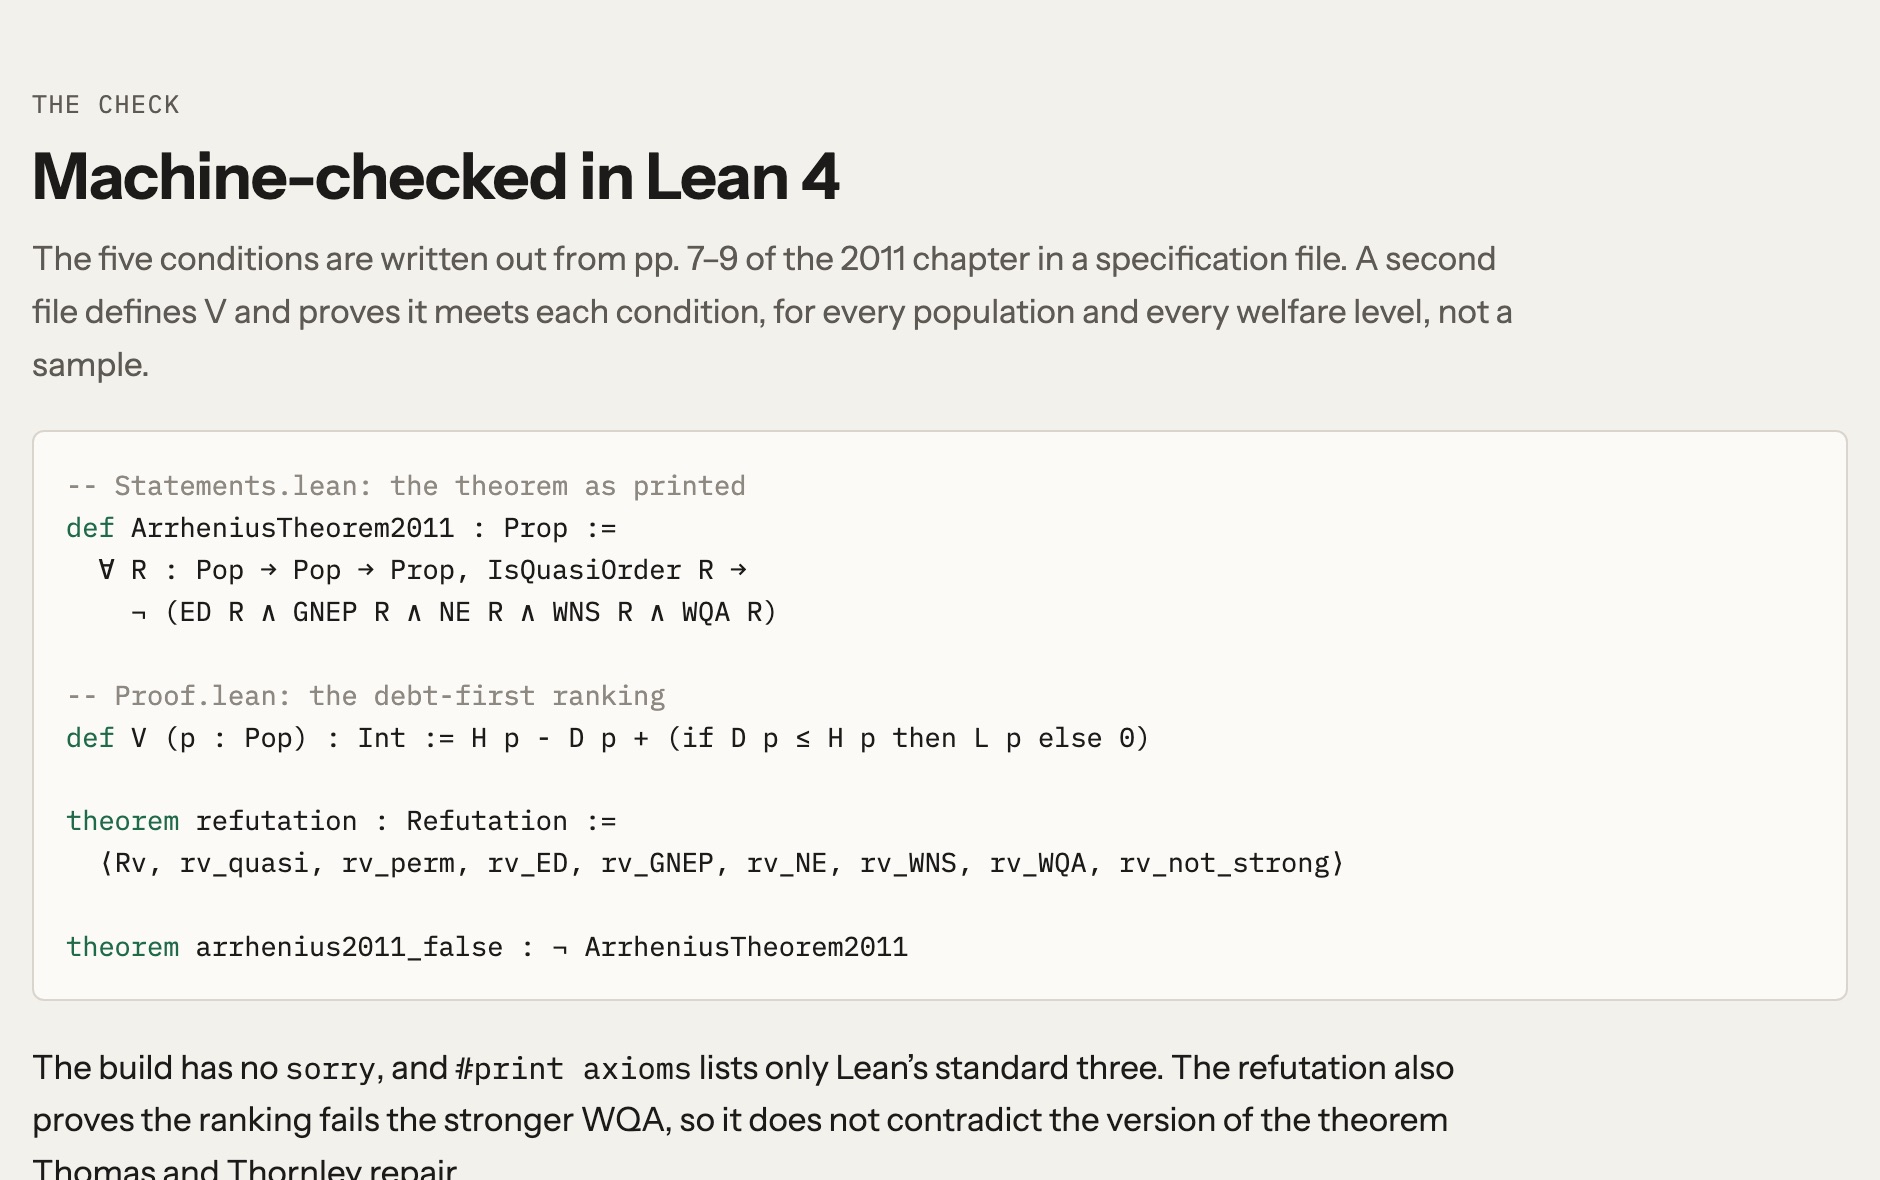 THE CHECK
Machine-checked in Lean 4
The five conditions are written out from pp. 7–9 of the 2011 chapter in a specification file. A second
file defines V and proves it meets each condition, for every population and every welfare level, not a
sample.
-- Statements.lean: the theorem as printed
def ArrheniusTheorem2011 : Prop :=
  ∀ R : Pop → Pop → Prop, IsQuasiOrder R →
    ¬ (ED R ∧ GNEP R ∧ NE R ∧ WNS R ∧ WQA R)
-- Proof.lean: the debt-first ranking
def V (p : Pop) : Int := H p - D p + (if D p ≤ H p then L p else 0)
theorem refutation : Refutation :=
  ⟨Rv, rv_quasi, rv_perm, rv_ED, rv_GNEP, rv_NE, rv_WNS, rv_WQA, rv_not_strong⟩
theorem arrhenius2011_false : ¬ ArrheniusTheorem2011
The build has no sorry, and #print axioms lists only Lean’s standard three. The refutation also
proves the ranking fails the stronger WQA, so it does not contradict the version of the theorem
Thomas and Thornley repair